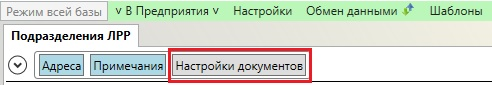 Режим всей базы ˅ В Предприятия ˅ Настройки Обмен данными Шаблоны
Подразделения ЛРР
Адреса Примечания Настройки документов